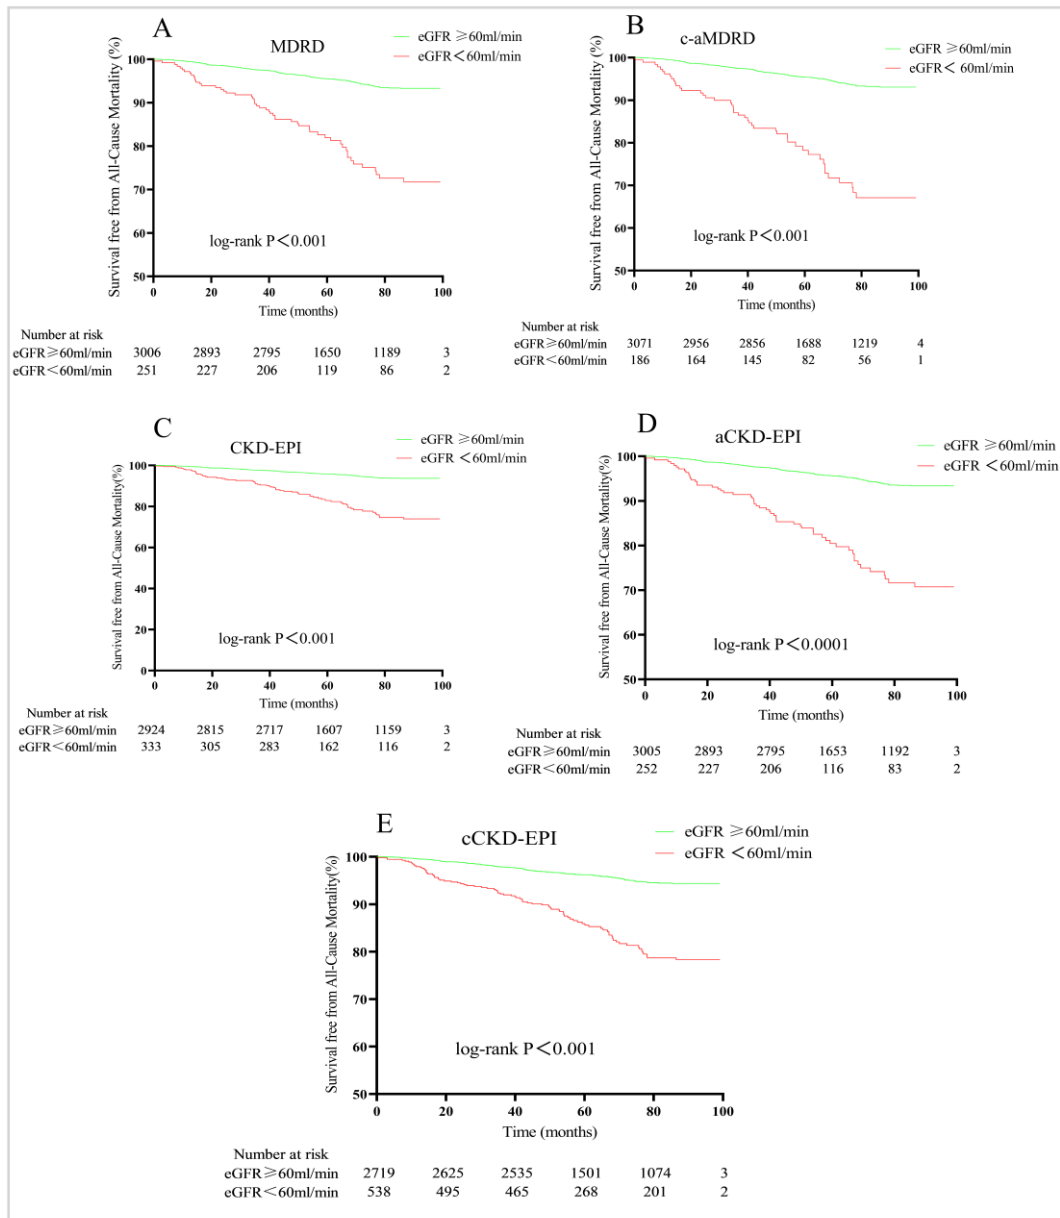 A
MDRD
eGFR ≥60ml/min
eGFR＜60ml/min
Survival free from All-Cause Mortality (%)
100
90
80
70
60
50
0 20 40 60 80 100
Time (months)
log-rank P＜0.001
Number at risk
eGFR≥60ml/min 3006 2893 2795 1650 1189 3
eGFR＜60ml/min 251 227 206 119 86 2
B
c-aMDRD
eGFR ≥60ml/min
eGFR＜ 60ml/min
Survival free from All-Cause Mortality (%)
100
90
80
70
60
50
0 20 40 60 80 100
Time (months)
log-rank P＜0.001
Number at risk
eGFR≥60ml/min 3071 2956 2856 1688 1219 4
eGFR＜60ml/min 186 164 145 82 56 1
C
CKD-EPI
eGFR ≥60ml/min
eGFR ＜60ml/min
Survival free from All-Cause Mortality(%)
100
80
60
40
20
0
0 20 40 60 80 100
Time (months)
log-rank P＜0.001
Number at risk
eGFR≥60ml/min 2924 2815 2717 1607 1159 3
eGFR＜60ml/min 333 305 283 162 116 2
D
aCKD-EPI
eGFR ≥60ml/min
eGFR ＜60ml/min
Survival free from All-Cause Mortality(%)
100
90
80
70
60
50
0 20 40 60 80 100
Time (months)
log-rank P＜0.0001
Number at risk
eGFR≥60ml/min 3005 2893 2795 1653 1192 3
eGFR＜60ml/min 252 227 206 116 83 2
E
cCKD-EPI
eGFR ≥60ml/min
eGFR ＜60ml/min
Survival free from All-Cause Mortality(%)
100
90
80
70
60
50
0 20 40 60 80 100
Time (months)
log-rank P＜0.001
Number at risk
eGFR≥60ml/min 2719 2625 2535 1501 1074 3
eGFR＜60ml/min 538 495 465 268 201 2